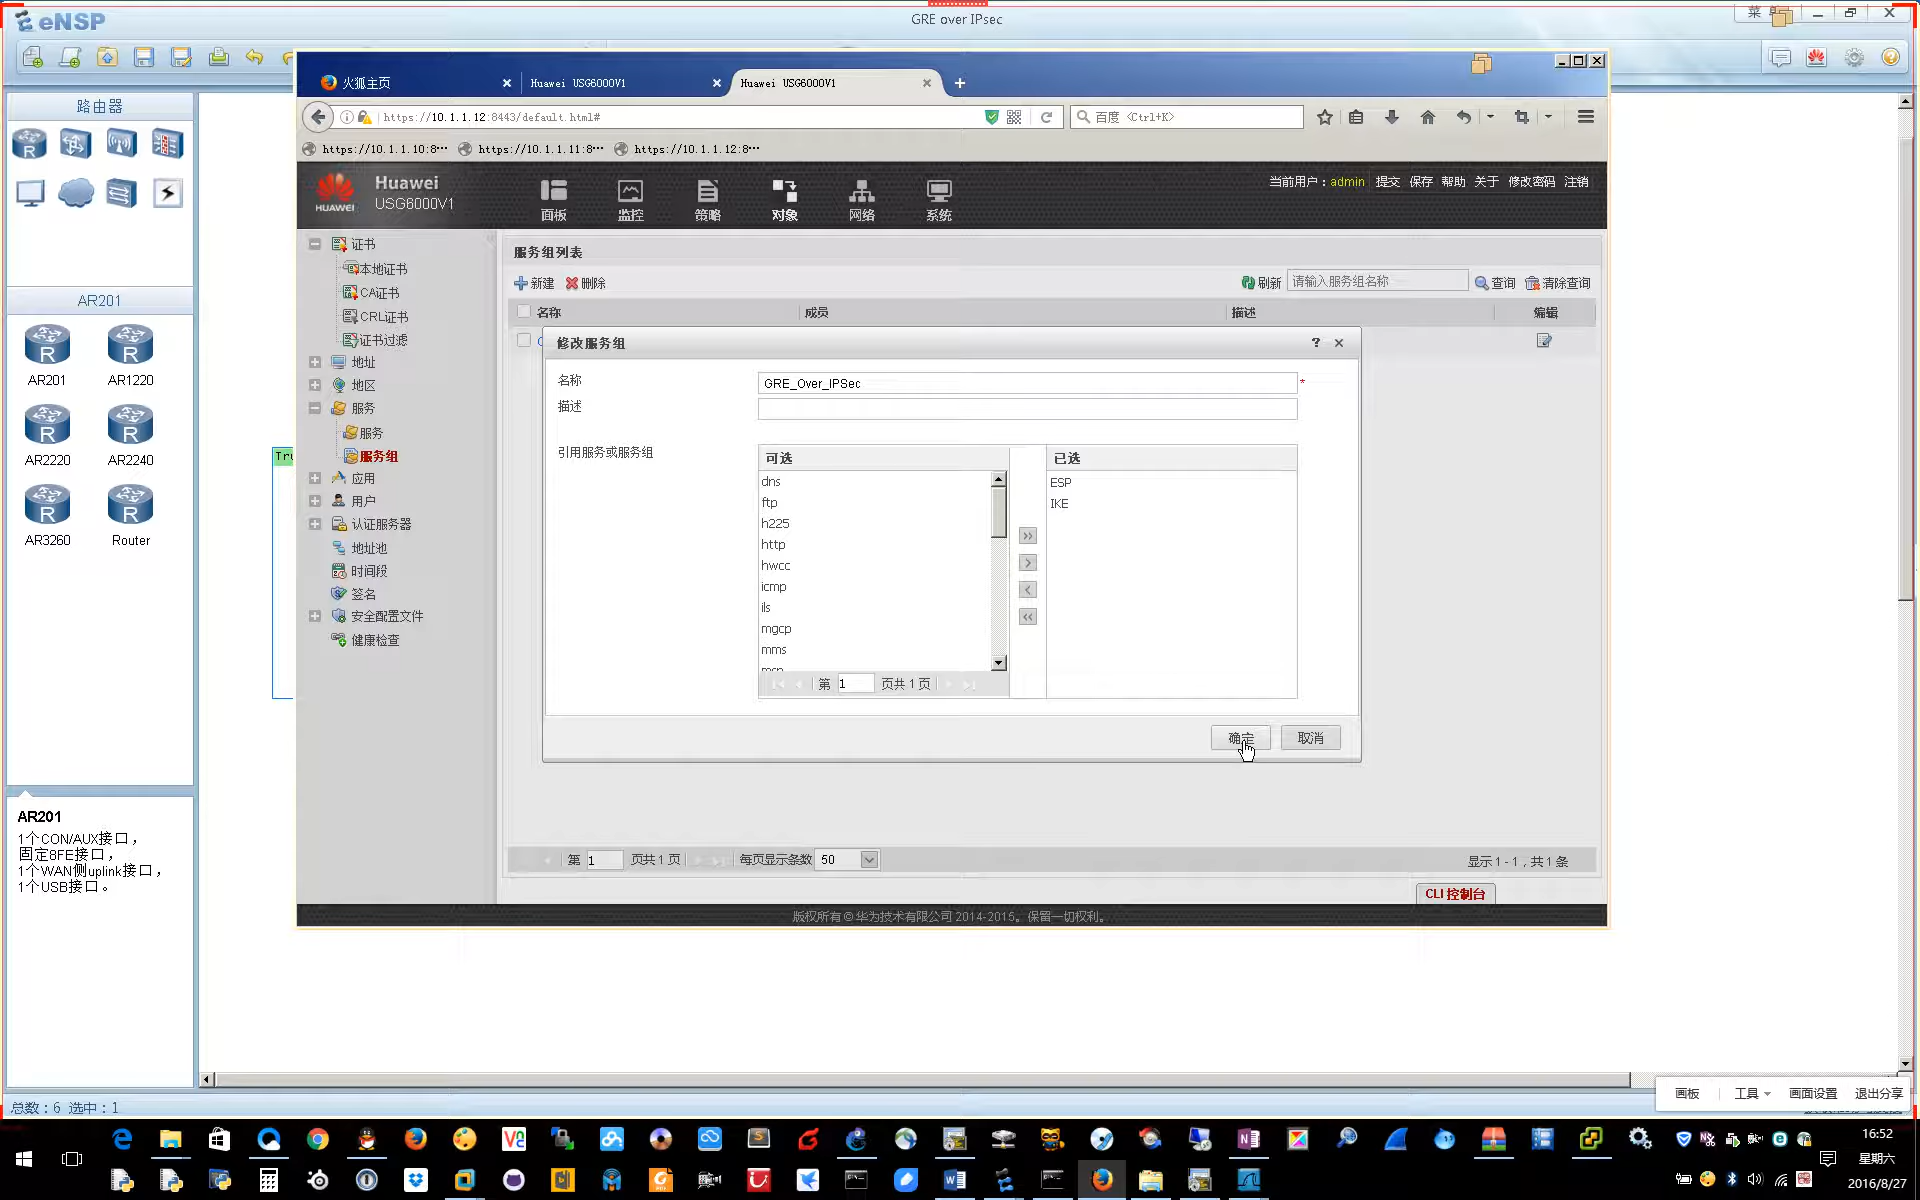 eNSP
GRE over IPsec
菜
路由器
AR201
AR201
AR1220
AR2220
AR2240
AR3260
Router
AR201
1个CON/AUX接口，
固定8FE接口，
1个WAN侧uplink接口，
1个USB接口。
总数：6 选中：1
火狐主页
Huawei USG6000V1
Huawei USG6000V1
https://10.1.1.12:8443/default.html#
百度 <Ctrl+K>
https://10.1.1.10:8…
https://10.1.1.11:8…
https://10.1.1.12:8…
HUAWEI
Huawei
USG6000V1
面板
监控
策略
对象
网络
系统
当前用户：admin 提交 保存 帮助 关于 修改密码 注销
证书
本地证书
CA证书
CRL证书
证书过滤
地址
地区
服务
服务
服务组
应用
用户
认证服务器
地址池
时间段
签名
安全配置文件
健康检查
服务组列表
新建 删除
刷新 请输入服务组名称 查询 清除查询
名称 成员 描述 编辑
修改服务组
名称 GRE_Over_IPSec *
描述
引用服务或服务组
可选
dns
ftp
h225
http
hwcc
icmp
ils
mgcp
mms
第 1 页共 1 页
已选
ESP
IKE
确定 取消
第 1 页共 1 页 每页显示条数 50 显示 1 - 1，共 1 条
CLI 控制台
版权所有 © 华为技术有限公司 2014-2015。保留一切权利。
画板 工具 画面设置 退出分享
16:52
星期六
2016/8/27